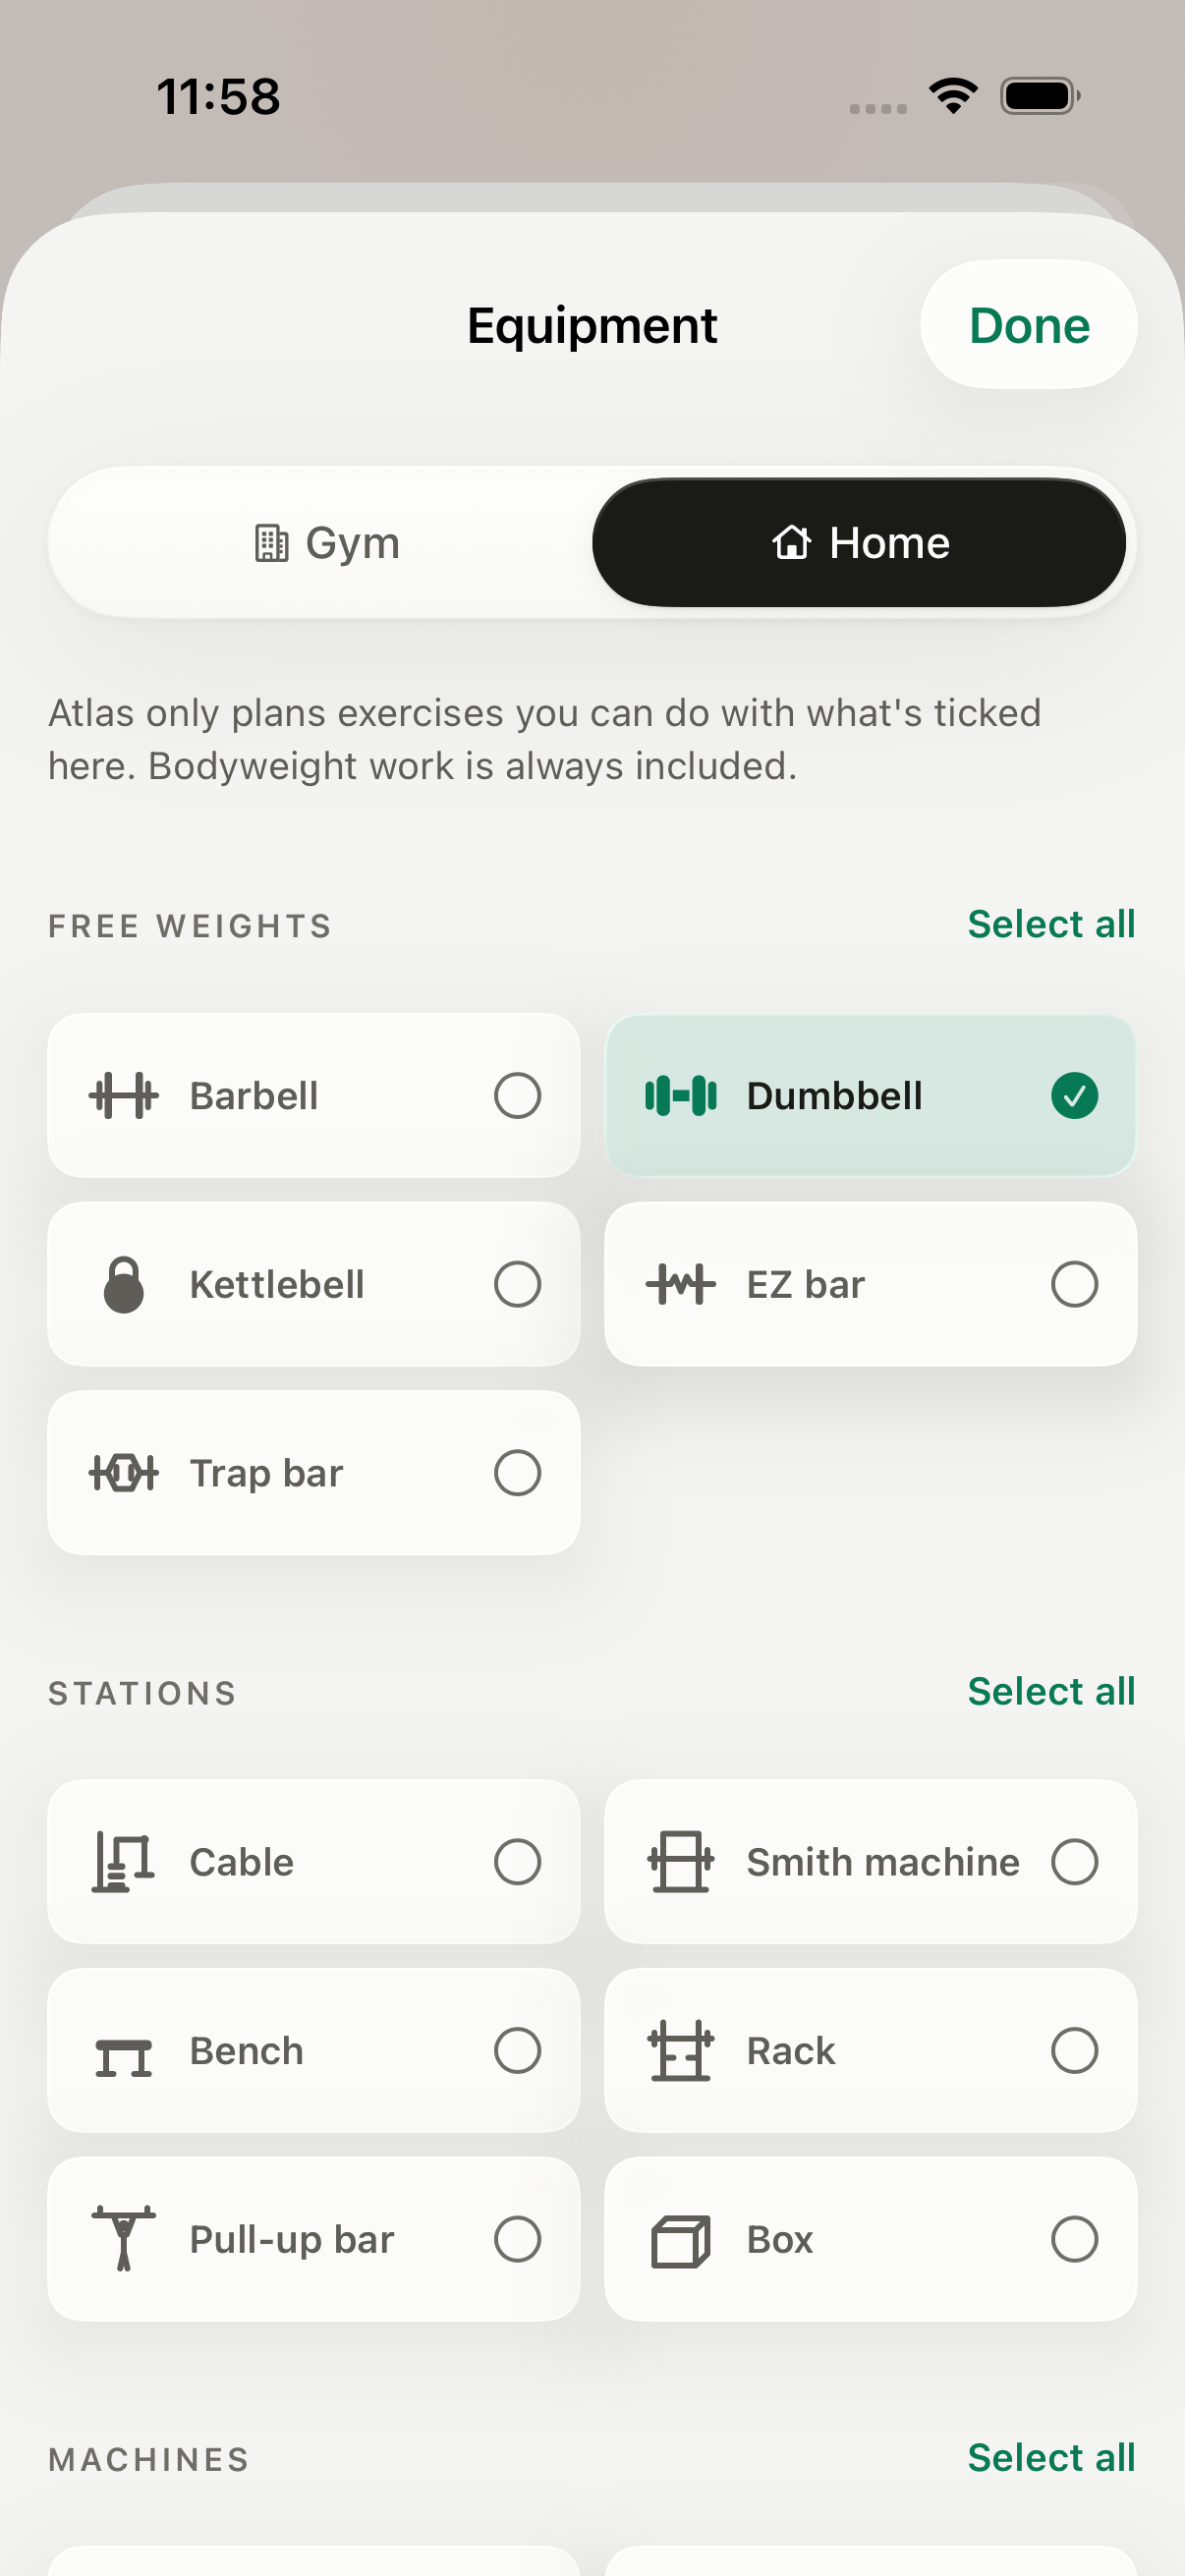 11:58
Equipment
Done
Gym
Home
Atlas only plans exercises you can do with what's ticked
here. Bodyweight work is always included.
FREE WEIGHTS
Select all
Barbell
Dumbbell
Kettlebell
EZ bar
Trap bar
STATIONS
Select all
Cable
Smith machine
Bench
Rack
Pull-up bar
Box
MACHINES
Select all